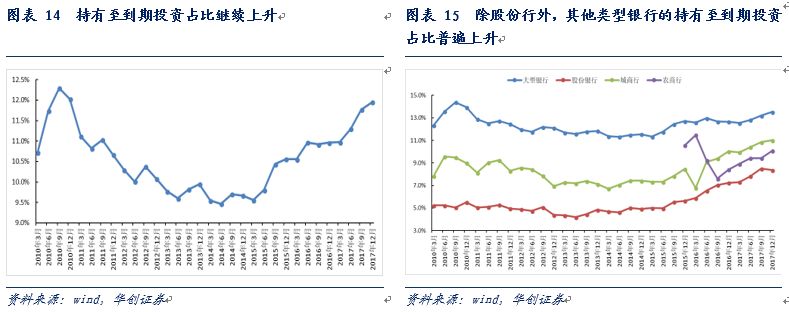 图表 14 持有至到期投资占比继续上升
图表 15 除股份行外，其他类型银行的持有至到期投资
占比普遍上升
12.5%
12.0%
11.5%
11.0%
10.5%
10.0%
9.5%
9.0%
2010年3月
2010年6月
2010年9月
2010年12月
2011年3月
2011年6月
2011年9月
2011年12月
2012年3月
2012年6月
2012年9月
2012年12月
2013年3月
2013年6月
2013年9月
2013年12月
2014年3月
2014年6月
2014年9月
2014年12月
2015年3月
2015年6月
2015年9月
2015年12月
2016年3月
2016年6月
2016年9月
2016年12月
2017年3月
2017年6月
2017年9月
2017年12月
大型银行 股份银行 城商行 农商行
15.0%
13.0%
11.0%
9.0%
7.0%
5.0%
3.0%
2010年3月
2010年6月
2010年9月
2010年12月
2011年3月
2011年6月
2011年9月
2011年12月
2012年3月
2012年6月
2012年9月
2012年12月
2013年3月
2013年6月
2013年9月
2013年12月
2014年3月
2014年6月
2014年9月
2014年12月
2015年3月
2015年6月
2015年9月
2015年12月
2016年3月
2016年6月
2016年9月
2016年12月
2017年3月
2017年6月
2017年9月
2017年12月
资料来源：wind，华创证券
资料来源：wind，华创证券